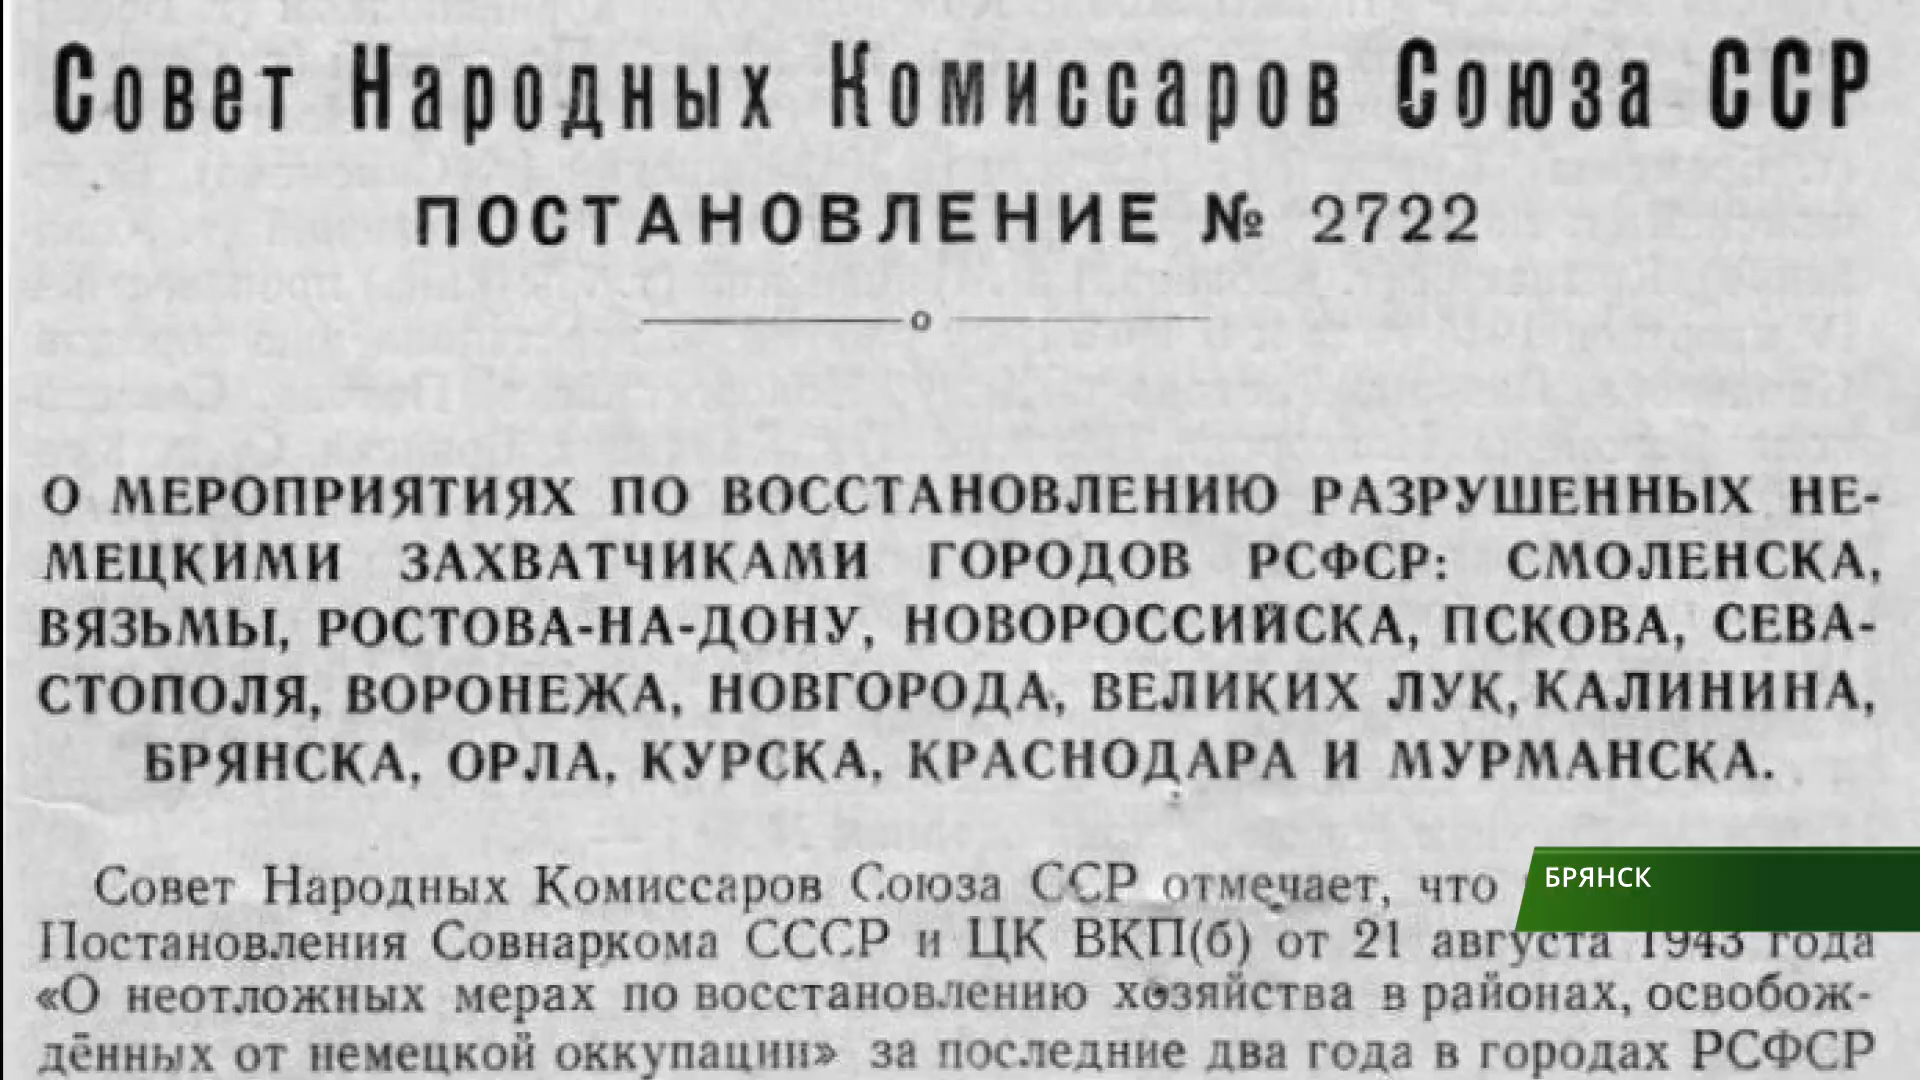 Совет Народных Комиссаров Союза ССР
ПОСТАНОВЛЕНИЕ № 2722
О МЕРОПРИЯТИЯХ ПО ВОССТАНОВЛЕНИЮ РАЗРУШЕННЫХ НЕ-
МЕЦКИМИ ЗАХВАТЧИКАМИ ГОРОДОВ РСФСР: СМОЛЕНСКА,
ВЯЗЬМЫ, РОСТОВА-НА-ДОНУ, НОВОРОССИЙСКА, ПСКОВА, СЕВА-
СТОПОЛЯ, ВОРОНЕЖА, НОВГОРОДА, ВЕЛИКИХ ЛУК, КАЛИНИНА,
БРЯНСКА, ОРЛА, КУРСКА, КРАСНОДАРА И МУРМАНСКА.
Совет Народных Комиссаров Союза ССР отмечает, что
БРЯНСК
Постановления Совнаркома СССР и ЦК ВКП(б) от 21 августа 1943 года
«О неотложных мерах по восстановлению хозяйства в районах, освобож-
дённых от немецкой оккупации» за последние два года в городах РСФСР